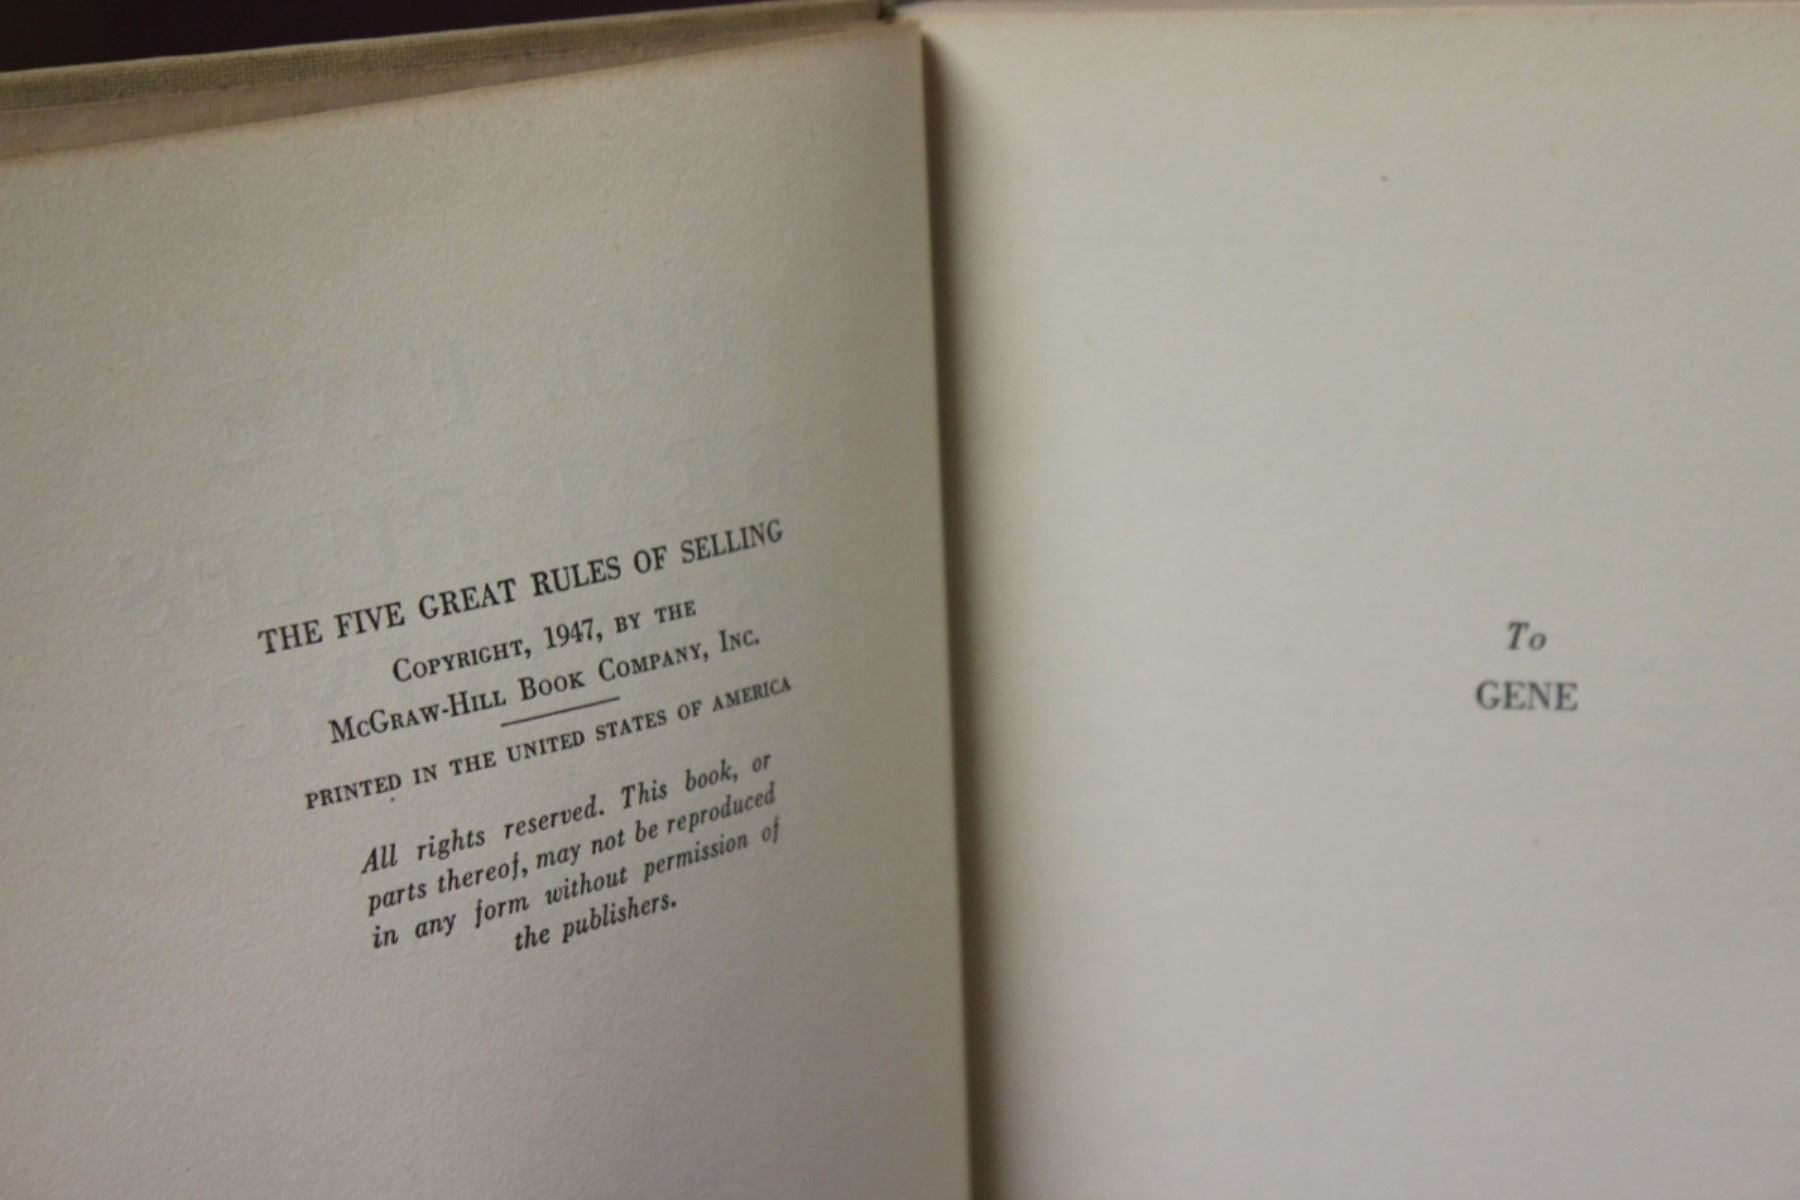 THE FIVE GREAT RULES OF SELLING
COPYRIGHT, 1947, BY THE
MCGRAW-HILL BOOK COMPANY, INC.
PRINTED IN THE UNITED STATES OF AMERICA
All rights reserved. This book, or
parts thereof, may not be reproduced
in any form without permission of
the publishers.
To
GENE